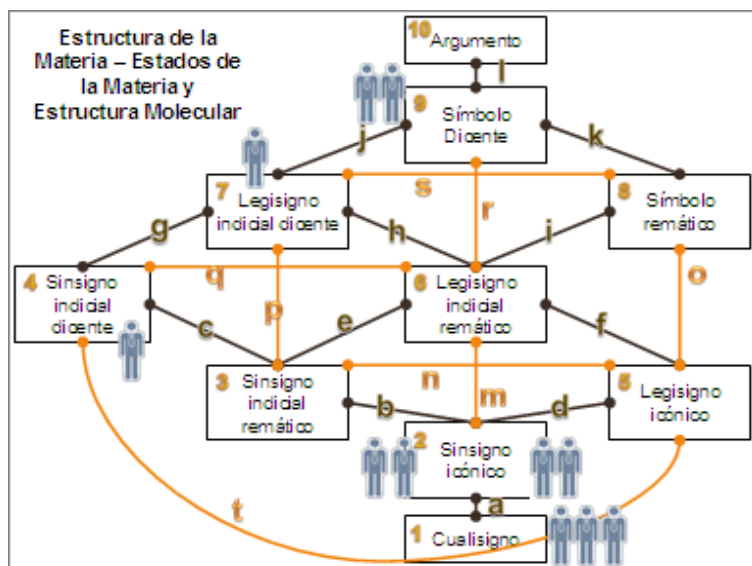 Estructura de la
Materia – Estados de
la Materia y
Estructura Molecular
10
Argumento
l
9
Símbolo
Dicente
j
k
7
Legisigno
indicial dicente
s
r
8
Símbolo
remático
g
h
i
4
Sinsigno
indicial
dicente
q
6
Legisigno
indicial
remático
o
c
p
e
f
3
Sinsigno
indicial
remático
n
m
5
Legisigno
icónico
b
d
2
Sinsigno
icónico
t
a
1
Cualisigno